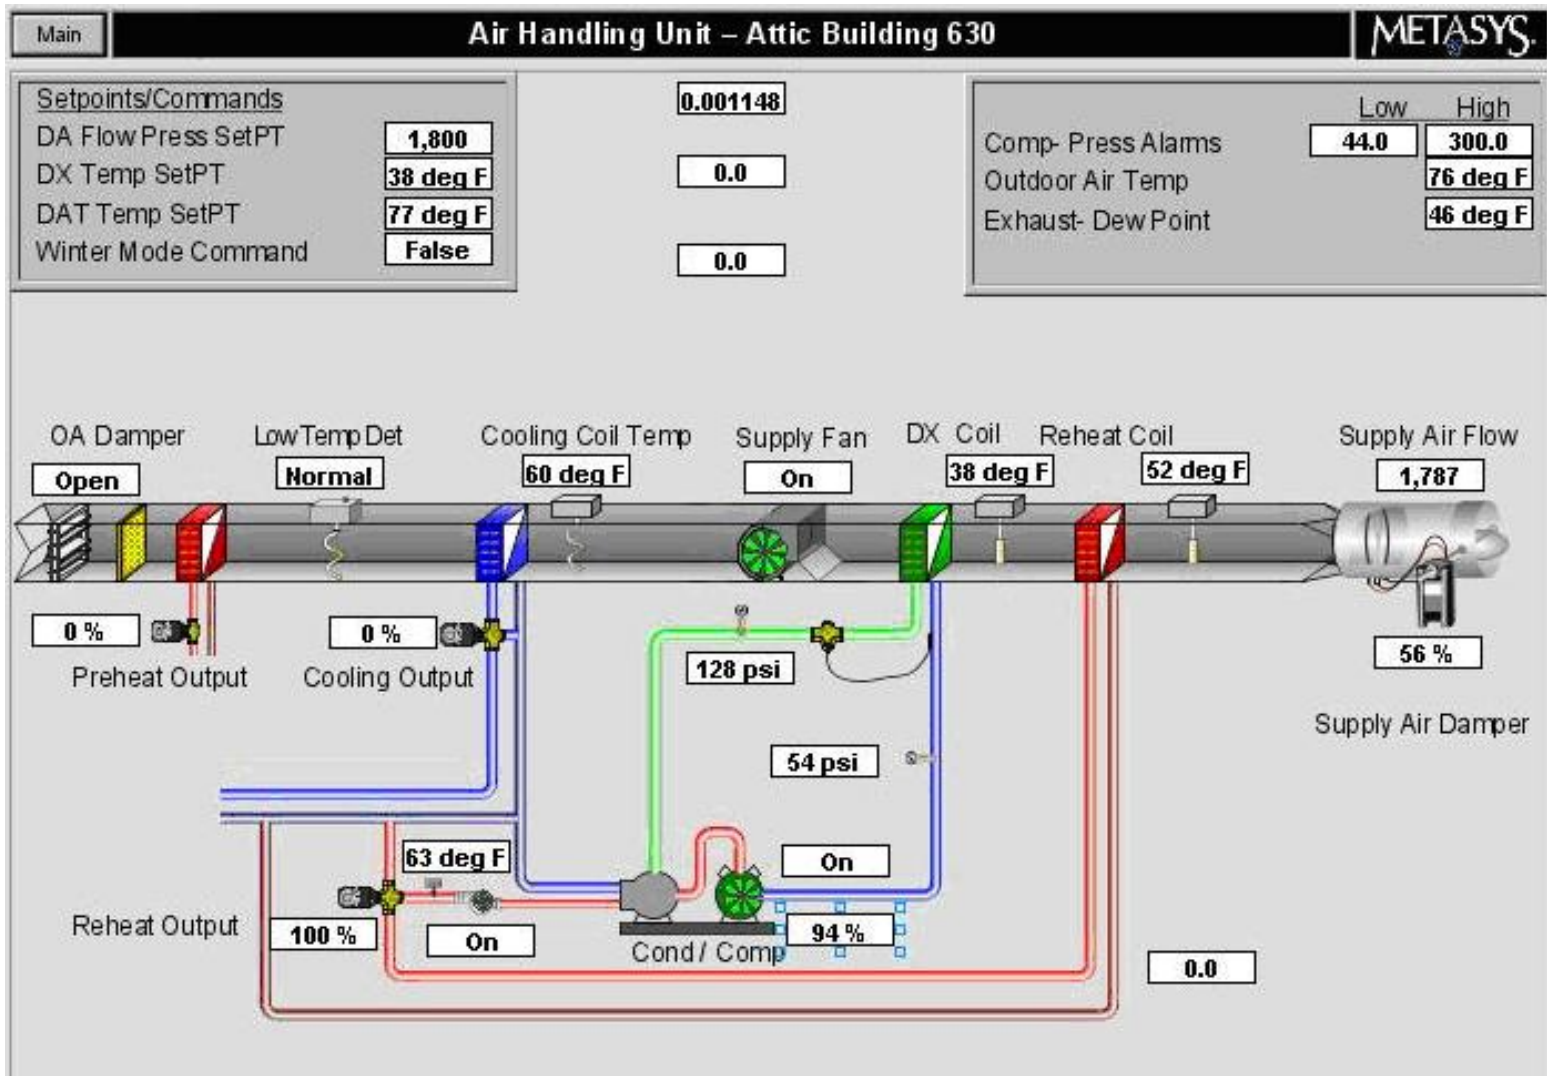 Main
Air Handling Unit – Attic Building 630
METASYS.
Setpoints/Commands
DA Flow Press SetPT 1,800
DX Temp SetPT 38 deg F
DAT Temp SetPT 77 deg F
Winter Mode Command False
0.001148
0.0
0.0
Low High
Comp- Press Alarms 44.0 300.0
Outdoor Air Temp 76 deg F
Exhaust- Dew Point 46 deg F
OA Damper
Open
Low Temp Det
Normal
Cooling Coil Temp
60 deg F
Supply Fan
On
DX Coil
38 deg F
Reheat Coil
52 deg F
Supply Air Flow
1,787
0 %
Preheat Output
0 %
Cooling Output
128 psi
56 %
Supply Air Damper
54 psi
63 deg F
On
Reheat Output
100 %
On
Cond / Comp
94 %
0.0